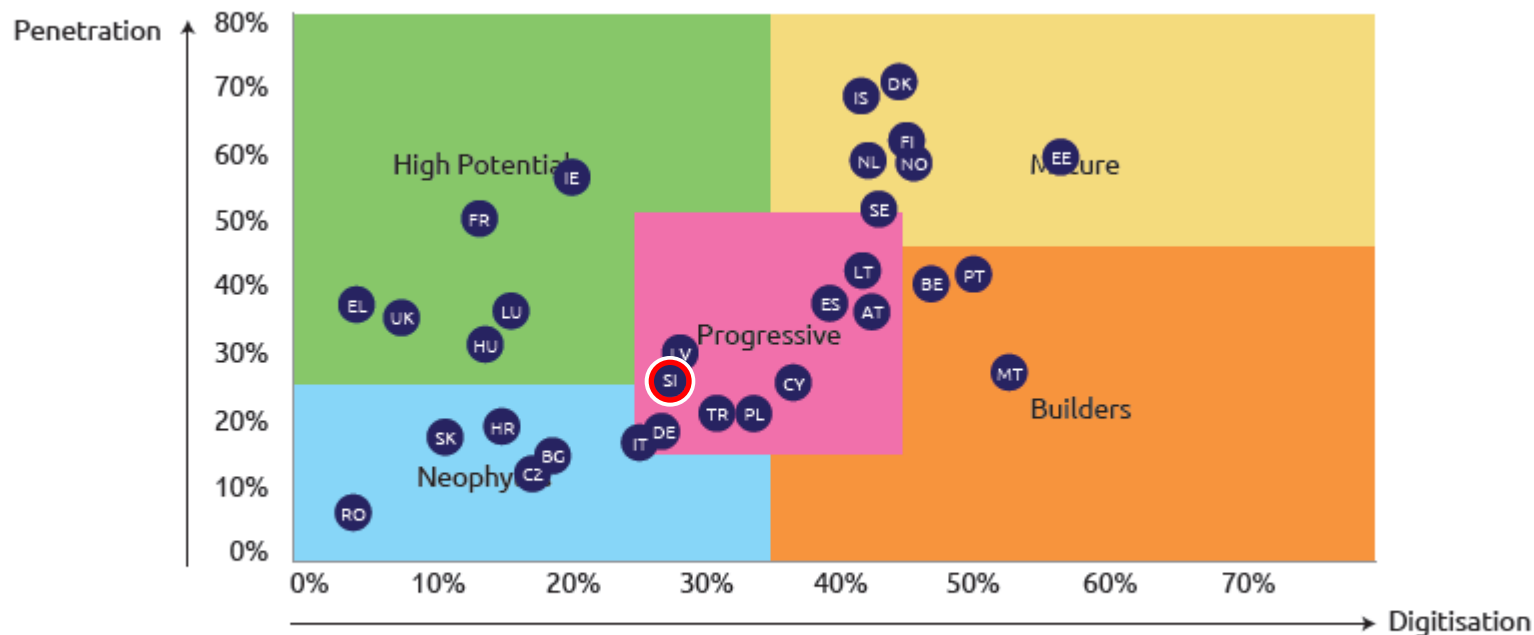 Penetration
80%
70%
60%
50%
40%
30%
20%
10%
0%
High Potential
Mature
Progressive
Builders
IS
DK
FI
NL
NO
EE
SE
IE
FR
EL
UK
LU
HU
LT
ES
AT
BE
PT
LV
SI
CY
MT
TR
PL
DE
IT
SK
HR
BG
CZ
RO
Neophy
0%
10%
20%
30%
40%
50%
60%
70%
Digitisation